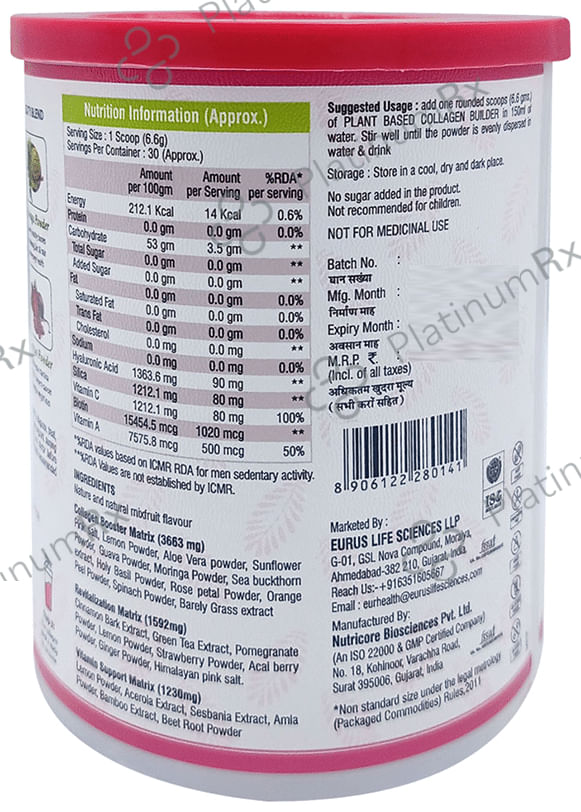 Nutrition Information (Approx.)
Serving Size : 1 Scoop (6.6g)
Servings Per Container : 30 (Approx.)
Amount per 100gm Amount per Serving %RDA* per serving
Energy 212.1 Kcal 14 Kcal 0.6%
Protein 0.0 gm 0.0 gm 0.0%
Carbohydrate 53 gm 3.5 gm **
Total Sugar 0.0 gm 0.0 gm **
Added Sugar 0.0 gm 0.0 gm **
Fat 0.0 gm 0.0 gm 0.0%
Saturated Fat 0.0 gm 0.0 gm 0.0%
Trans Fat 0.0 gm 0.0 gm 0.0%
Cholesterol 0.0 mg 0.0 mg **
Sodium 0.0 mg 0.0 mg 0.0%
Hyaluronic Acid 1363.6 mg 90 mg **
Silica 1212.1 mg 80 mg **
Vitamin C 1212.1 mg 80 mg 100%
Biotin 15454.5 mcg 1020 mcg **
Vitamin A 7575.8 mcg 500 mcg 50%
*%RDA values based on ICMR RDA for men sedentary activity.
**%RDA Values are not established by ICMR.
INGREDIENTS
Nature and natural mixfruit flavour
Collagen Booster Matrix (3663 mg)
Pink Salt, Lemon Powder, Aloe Vera powder, Sunflower
extract, Guava Powder, Moringa Powder, Sea buckthorn
Powder, Holy Basil Powder, Rose petal Powder, Orange
Peel Powder, Spinach Powder, Barely Grass extract
Revitalization Matrix (1592mg)
Cinnamon Bark Extract, Green Tea Extract, Pomegranate
Powder, Lemon Powder, Strawberry Powder, Acai berry
Powder, Ginger Powder, Himalayan pink salt.
Vitamin Support Matrix (1230mg)
Lemon Powder, Acerola Extract, Sesbania Extract, Amla
Powder, Bamboo Extract, Beet Root Powder
Suggested Usage : add one rounded scoops (6.6 gms.)
of PLANT BASED COLLAGEN BUILDER in 150ml of
water. Stir well until the powder is evenly dispersed in
water & drink
Storage : Store in a cool, dry and dark place.
No sugar added in the product.
Not recommended for children.
NOT FOR MEDICINAL USE
Batch No. :
घान सख्या
Mfg. Month :
निर्माण माह
Expiry Month :
अवसान माह
M.R.P. ₹. :
(Incl. of all taxes)
अधिकतम खुदरा मूल्य
( सभी करों सहित )
8 906122 280141
Marketed By :
EURUS LIFE SCIENCES LLP
G-01, GSL Nova Compound, Moraiya,
Ahmedabad-382 210, Gujarat-India
Reach Us:- +916351605667
Email : eurhealth@euruslifesciences.com
Manufactured By:
Nutricore Biosciences Pvt. Ltd.
(An ISO 22000 & GMP Certified Company)
No. 18, Kohinoor, Varachha Road,
Surat 395006, Gujarat, India
*Non standard size under the legal metrology
(Packaged Commodities) Rules,2011
fssai
fssai
PlatinumRx
PlatinumRx
PlatinumRx
PlatinumRx